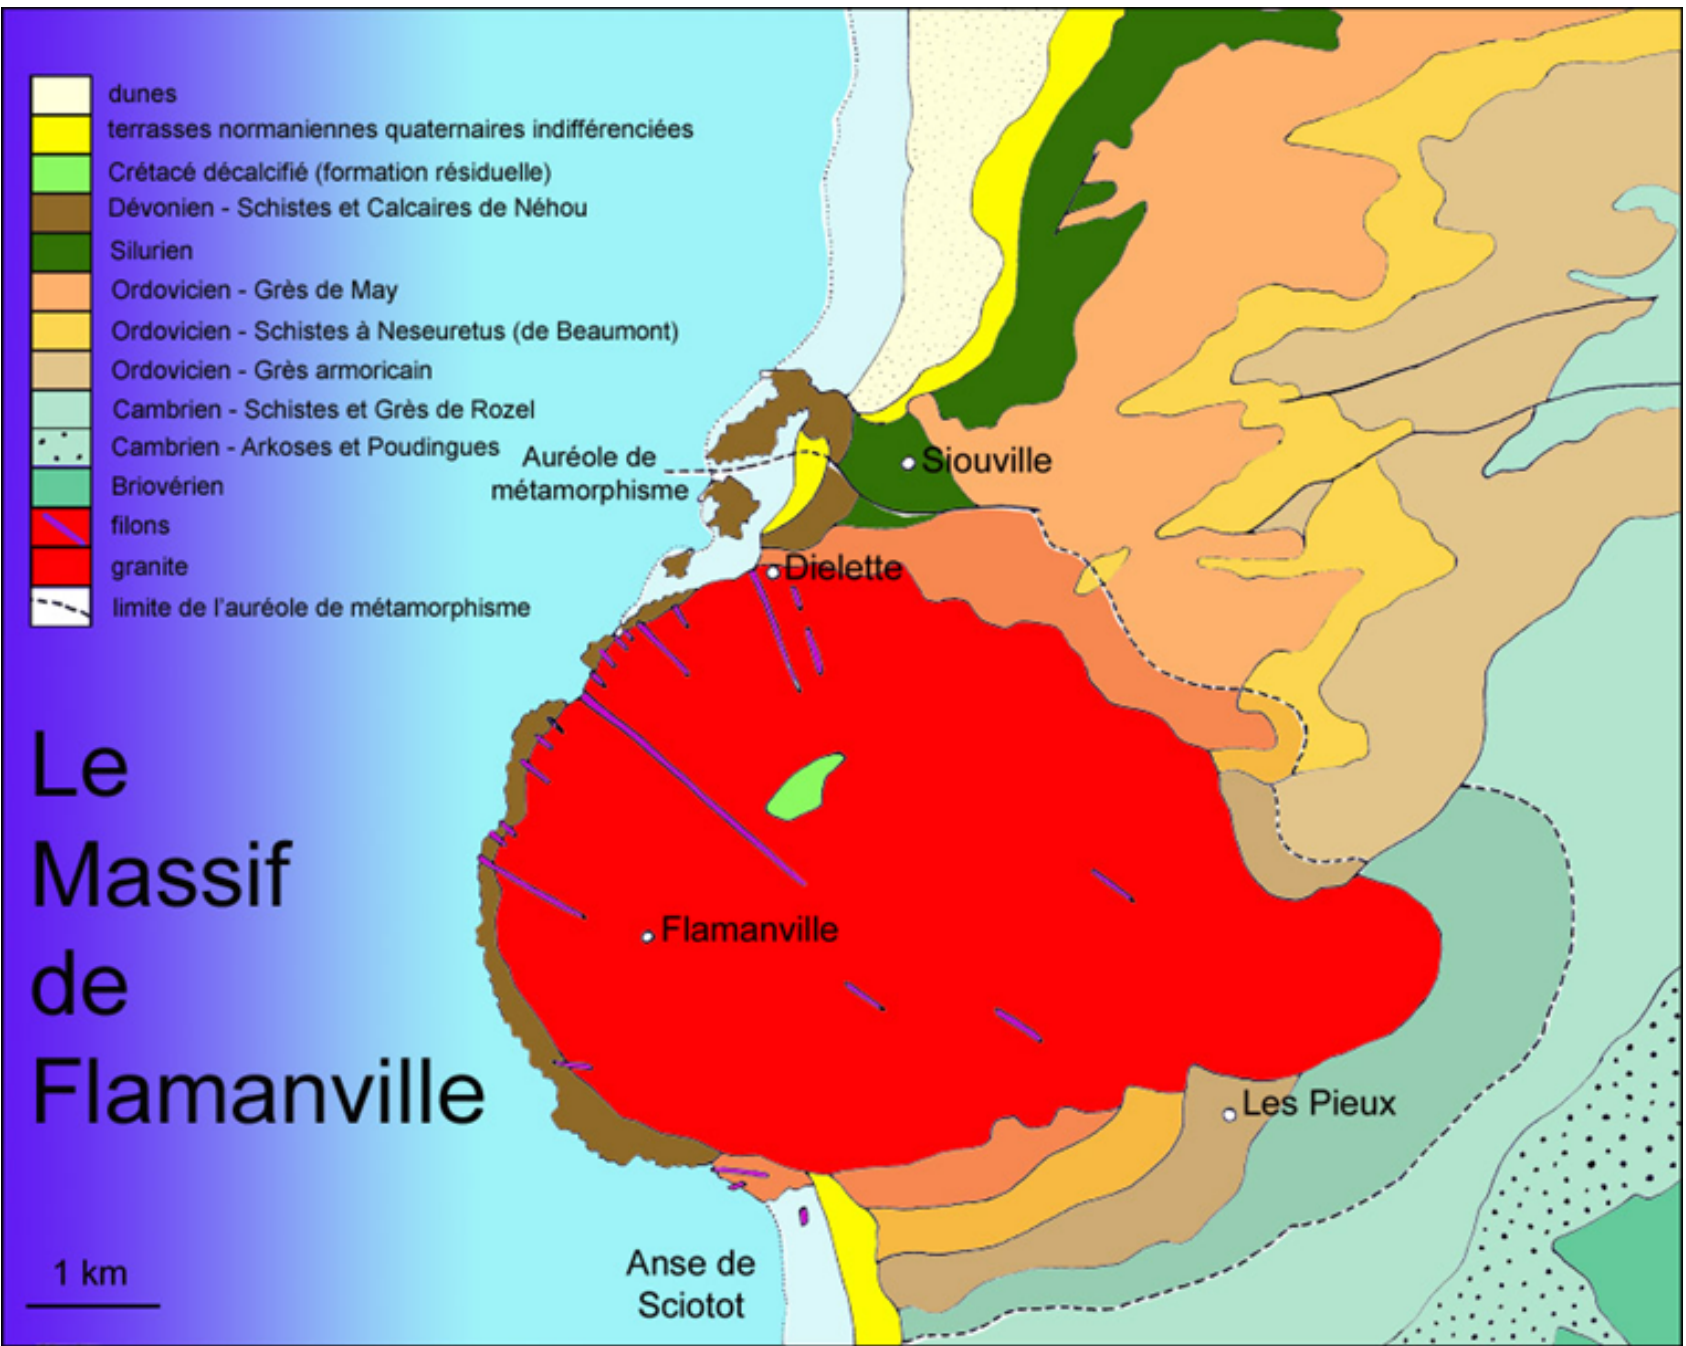 dunes
terrasses normaniennes quaternaires indifférenciées
Crétacé décalcifié (formation résiduelle)
Dévonien - Schistes et Calcaires de Néhou
Silurien
Ordovicien - Grès de May
Ordovicien - Schistes à Neseuretus (de Beaumont)
Ordovicien - Grès armoricain
Cambrien - Schistes et Grès de Rozel
Cambrien - Arkoses et Poudingues
Briovérien
filons
granite
limite de l'auréole de métamorphisme
Auréole de
métamorphisme
Siouville
Dielette
Flamanville
Les Pieux
Anse de
Sciotot
Le
Massif
de
Flamanville
1 km